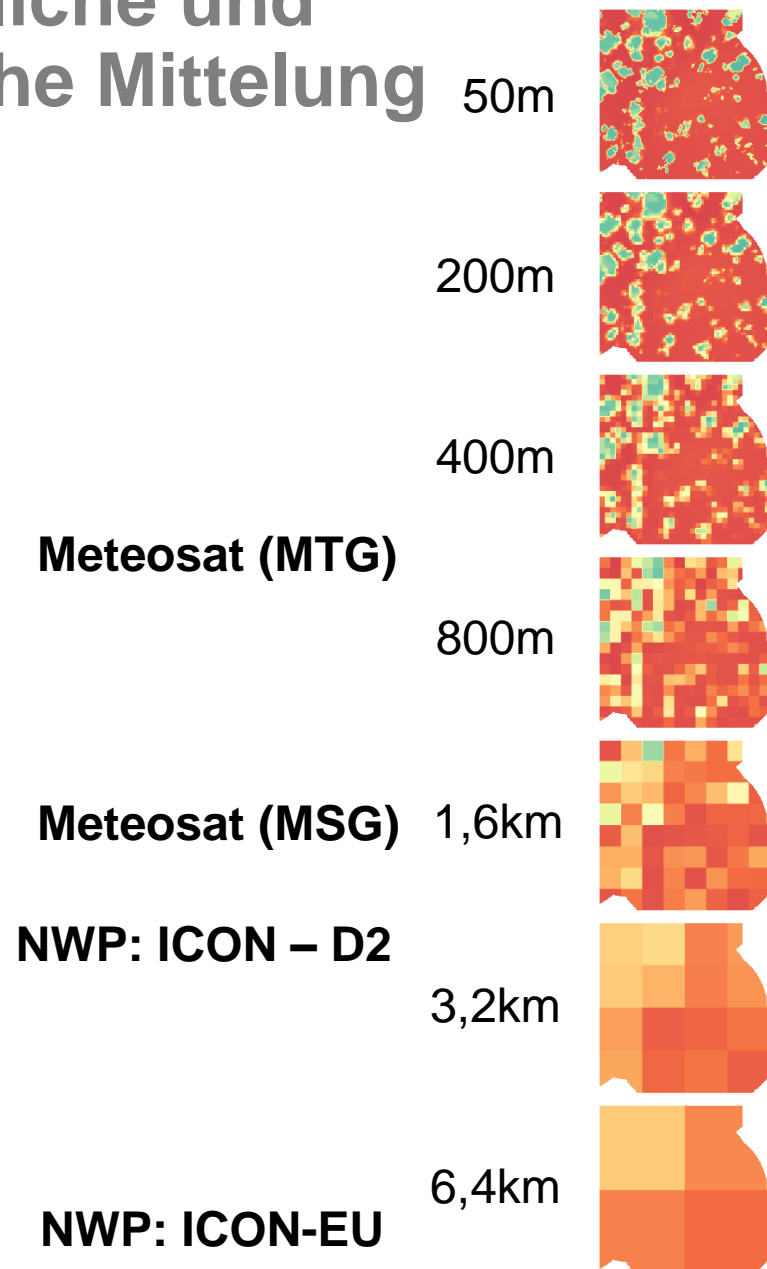 he Mittelung
50m
200m
400m
Meteosat (MTG)
800m
Meteosat (MSG) 1,6km
NWP: ICON – D2
3,2km
6,4km
NWP: ICON-EU